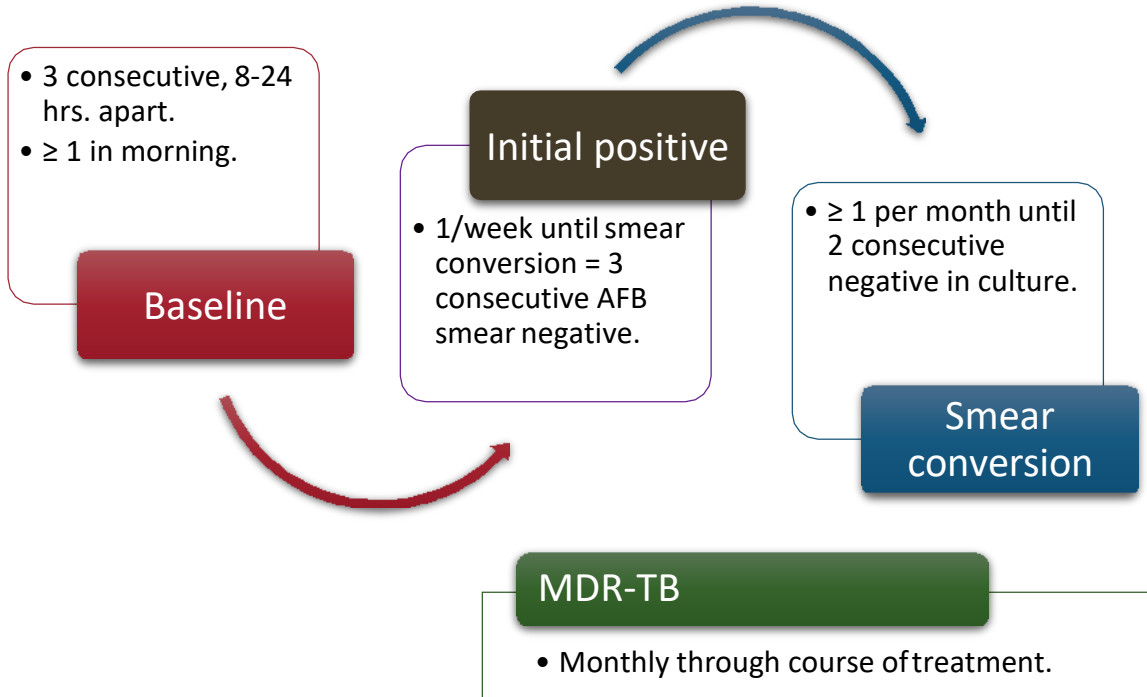 • 3 consecutive, 8-24
hrs. apart.
• ≥ 1 in morning.
Baseline
Initial positive
• 1/week until smear
conversion = 3
consecutive AFB
smear negative.
• ≥ 1 per month until
2 consecutive
negative in culture.
Smear
conversion
MDR-TB
• Monthly through course of treatment.